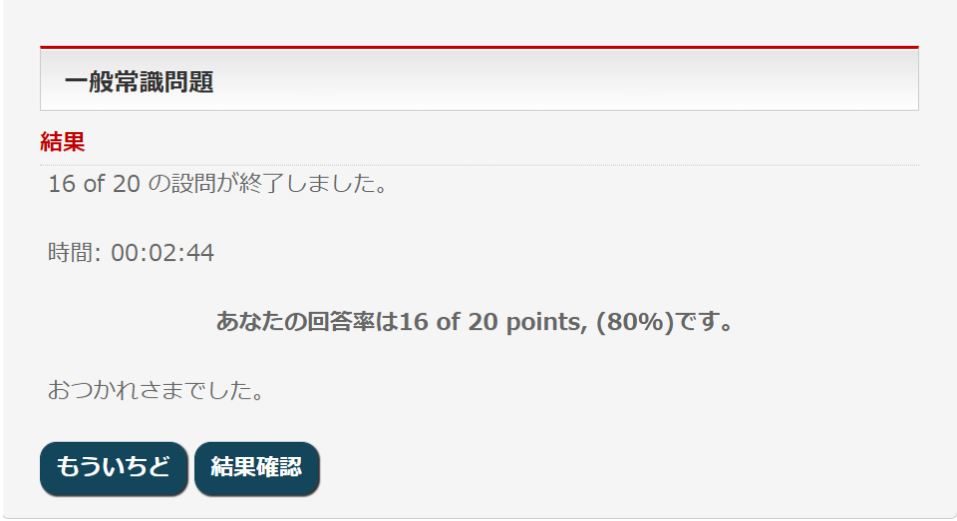 一般常識問題
結果
16 of 20 の設問が終了しました。
時間: 00:02:44
あなたの回答率は16 of 20 points, (80%)です。
おつかれさまでした。
もういちど 結果確認